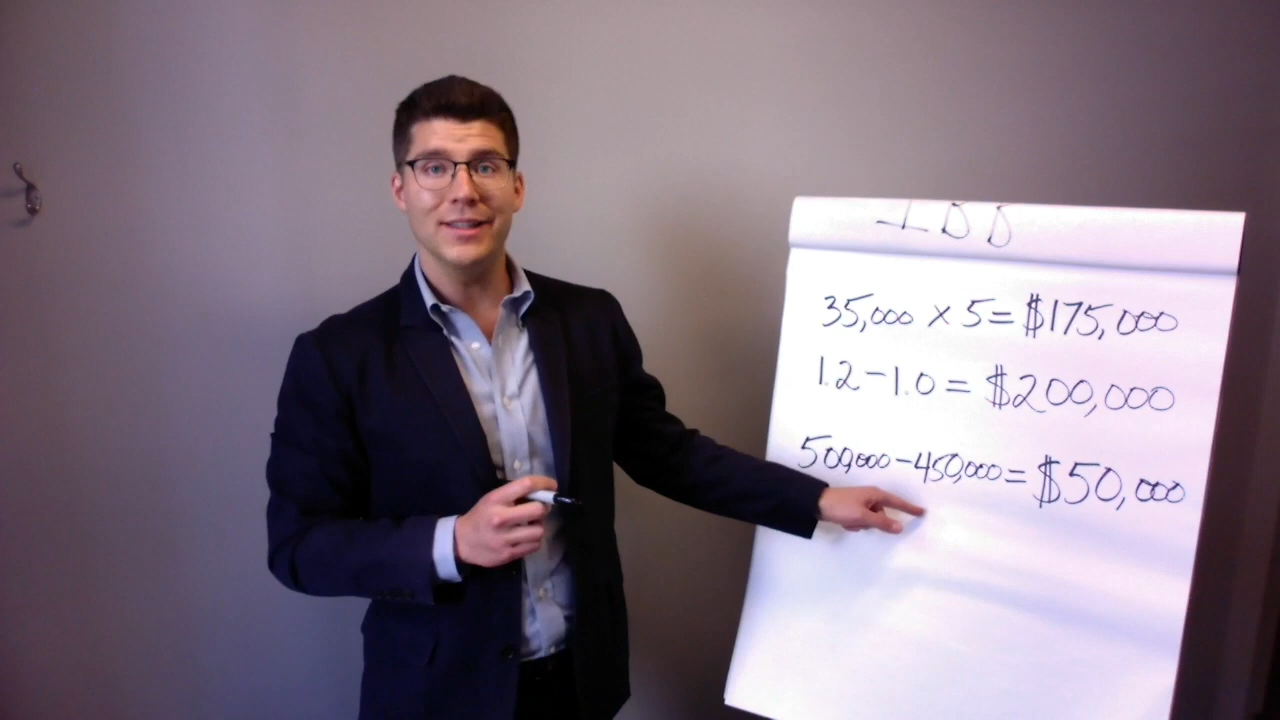 35,000 × 5 = $175,000
1.2 - 1.0 = $200,000
500,000 - 450,000 = $50,000